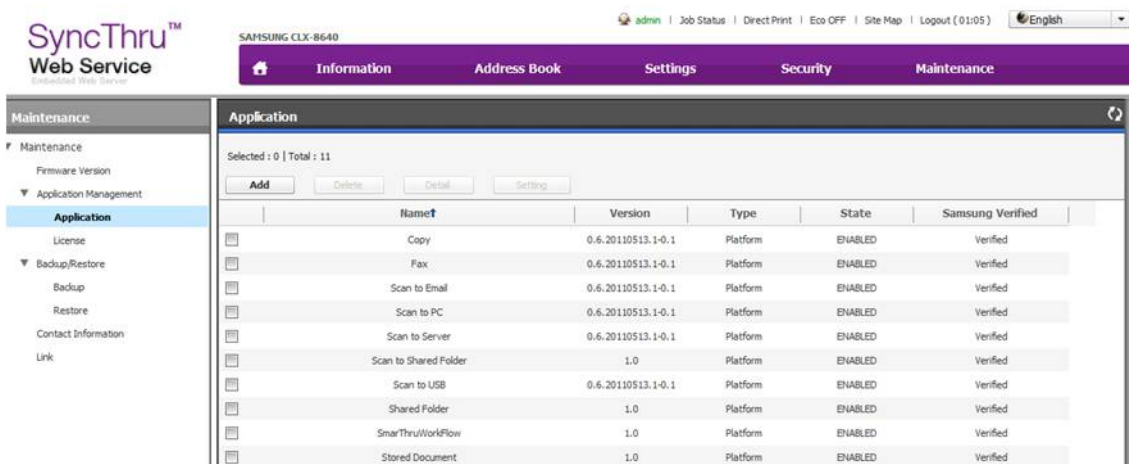 SyncThru™
Web Service
Embedded Web Server
admin | Job Status | Direct Print | Eco OFF | Site Map | Logout ( 01:05 ) English
SAMSUNG CLX-8640
Information Address Book Settings Security Maintenance
Maintenance
Maintenance
Firmware Version
Application Management
Application
License
Backup/Restore
Backup
Restore
Contact Information
Link
Application
Selected : 0 | Total : 11
Add Delete Detail Setting
Name Version Type State Samsung Verified
Copy 0.6.20110513.1-0.1 Platform ENABLED Verified
Fax 0.6.20110513.1-0.1 Platform ENABLED Verified
Scan to Email 0.6.20110513.1-0.1 Platform ENABLED Verified
Scan to PC 0.6.20110513.1-0.1 Platform ENABLED Verified
Scan to Server 0.6.20110513.1-0.1 Platform ENABLED Verified
Scan to Shared Folder 1.0 Platform ENABLED Verified
Scan to USB 0.6.20110513.1-0.1 Platform ENABLED Verified
Shared Folder 1.0 Platform ENABLED Verified
SmarThruWorkFlow 1.0 Platform ENABLED Verified
Stored Document 1.0 Platform ENABLED Verified